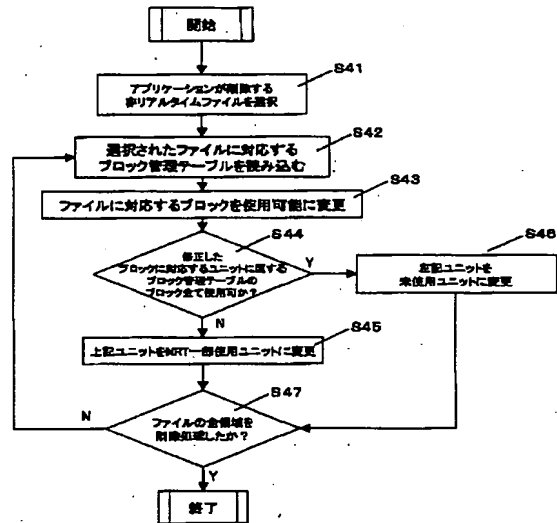 開始
S41
アプリケーションが削除する
非リアルタイムファイルを選択
S42
選択されたファイルに対応する
ブロック管理テーブルを読み込む
S43
ファイルに対応するブロックを使用可能に変更
S44
修正した
ブロックに対応するユニットに属する
ブロック管理テーブルの
ブロック全て使用可か?
Y
N
S46
左記ユニットを
未使用ユニットに変更
S45
上記ユニットをNRT一部使用ユニットに変更
S47
ファイルの全領域を
削除処理したか?
N
Y
終了